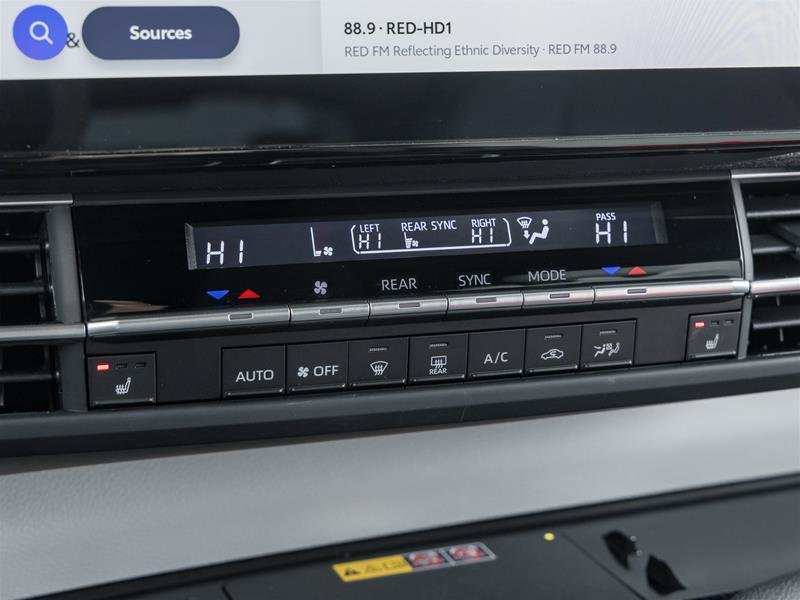 & Sources
88.9 · RED-HD1
RED FM Reflecting Ethnic Diversity · RED FM 88.9
HI
LEFT
HI
REAR SYNC
RIGHT
HI
PASS
HI
REAR
SYNC
MODE
AUTO
OFF
REAR
A/C